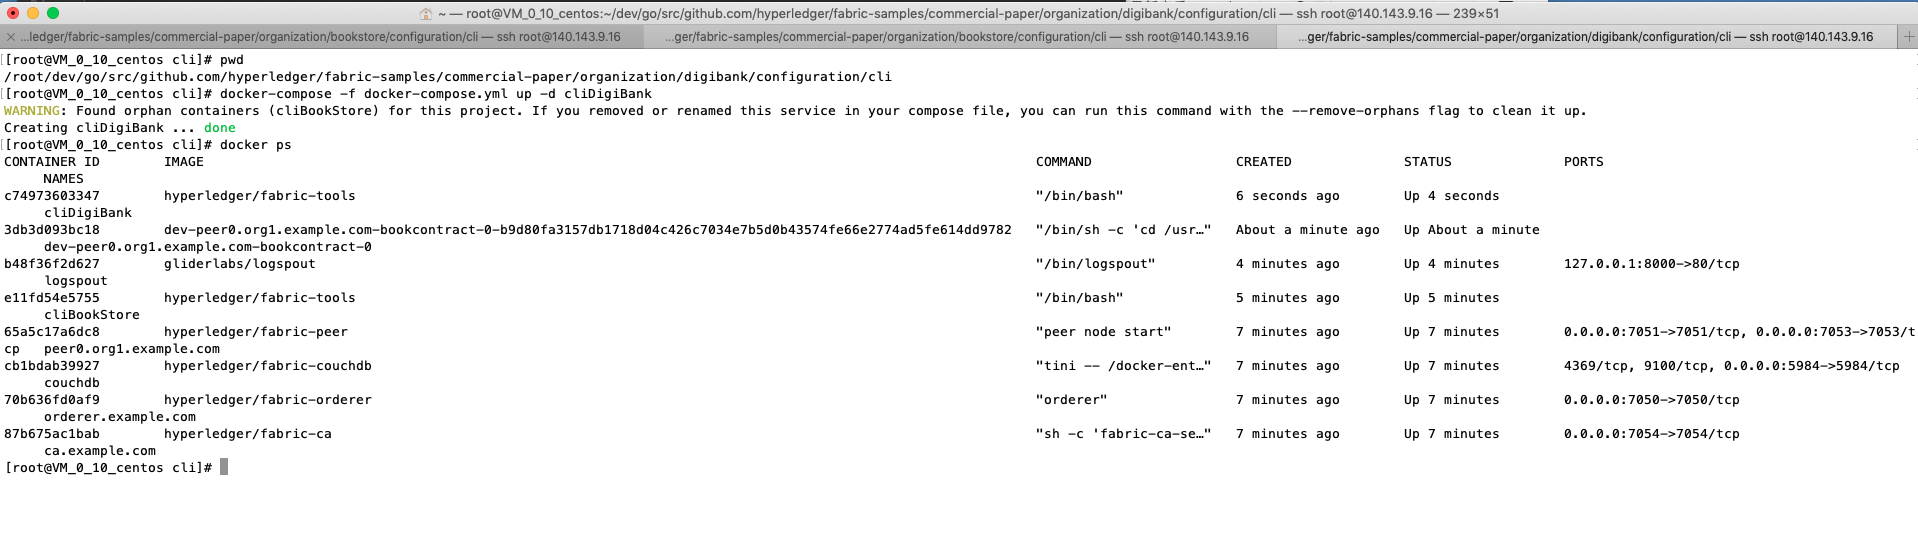 ~ — root@VM_0_10_centos:~/dev/go/src/github.com/hyperledger/fabric-samples/commercial-paper/organization/digibank/configuration/cli — ssh root@140.143.9.16 — 239×51
× ...ledger/fabric-samples/commercial-paper/organization/bookstore/configuration/cli — ssh root@140.143.9.16 ...ger/fabric-samples/commercial-paper/organization/bookstore/configuration/cli — ssh root@140.143.9.16 ...ger/fabric-samples/commercial-paper/organization/digibank/configuration/cli — ssh root@140.143.9.16 +
[[root@VM_0_10_centos cli]# pwd
/root/dev/go/src/github.com/hyperledger/fabric-samples/commercial-paper/organization/digibank/configuration/cli
[[root@VM_0_10_centos cli]# docker-compose -f docker-compose.yml up -d cliDigiBank
WARNING: Found orphan containers (cliBookStore) for this project. If you removed or renamed this service in your compose file, you can run this command with the --remove-orphans flag to clean it up.
Creating cliDigiBank ... done
[[root@VM_0_10_centos cli]# docker ps
CONTAINER ID        IMAGE        COMMAND        CREATED        STATUS        PORTS
NAMES
c74973603347        hyperledger/fabric-tools        "/bin/bash"        6 seconds ago        Up 4 seconds
cliDigiBank
3db3d093bc18        dev-peer0.org1.example.com-bookcontract-0-b9d80fa3157db1718d04c426c7034e7b5d0b43574fe66e2774ad5fe614dd9782   "/bin/sh -c 'cd /usr…"   About a minute ago   Up About a minute
dev-peer0.org1.example.com-bookcontract-0
b48f36f2d627        gliderlabs/logspout        "/bin/logspout"        4 minutes ago        Up 4 minutes        127.0.0.1:8000->80/tcp
logspout
e11fd54e5755        hyperledger/fabric-tools        "/bin/bash"        5 minutes ago        Up 5 minutes
cliBookStore
65a5c17a6dc8        hyperledger/fabric-peer        "peer node start"        7 minutes ago        Up 7 minutes        0.0.0.0:7051->7051/tcp, 0.0.0.0:7053->7053/t
cp   peer0.org1.example.com
cb1bdab39927        hyperledger/fabric-couchdb        "tini -- /docker-ent…"   7 minutes ago        Up 7 minutes        4369/tcp, 9100/tcp, 0.0.0.0:5984->5984/tcp
couchdb
70b636fd0af9        hyperledger/fabric-orderer        "orderer"        7 minutes ago        Up 7 minutes        0.0.0.0:7050->7050/tcp
orderer.example.com
87b675ac1bab        hyperledger/fabric-ca        "sh -c 'fabric-ca-se…"   7 minutes ago        Up 7 minutes        0.0.0.0:7054->7054/tcp
ca.example.com
[root@VM_0_10_centos cli]#